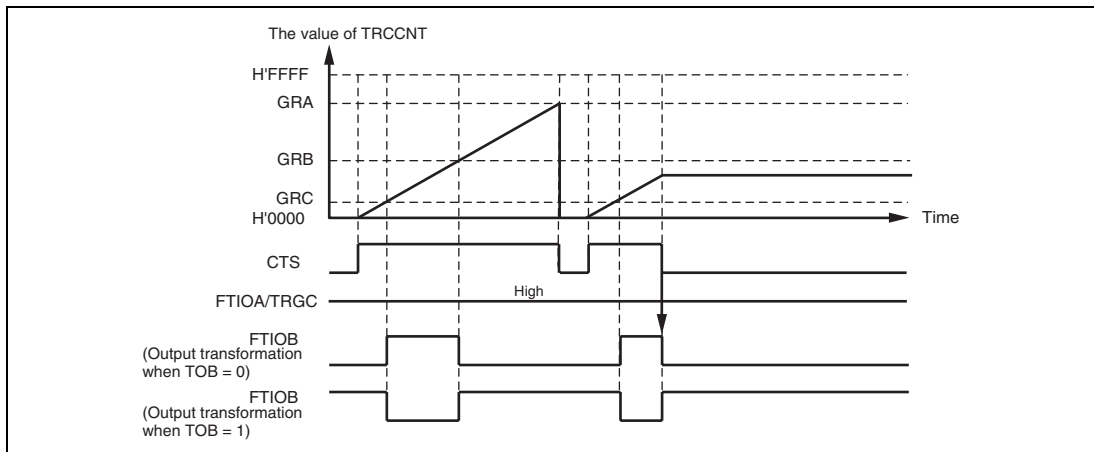 The value of TRCCNT
H'FFFF
GRA
GRB
GRC
H'0000
Time
CTS
High
FTIOA/TRGC
FTIOB
(Output transformation
when TOB = 0)
FTIOB
(Output transformation
when TOB = 1)